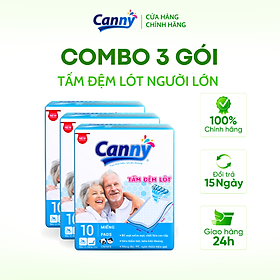 Canny
CỬA HÀNG
CHÍNH HÃNG
COMBO 3 GÓI
TẤM ĐỆM LÓT NGƯỜI LỚN
100%
Chính hãng
Đổi trả
15 Ngày
Giao hàng
24h
Canny
TẤM ĐỆM LÓT
10
MIẾNG
PADS